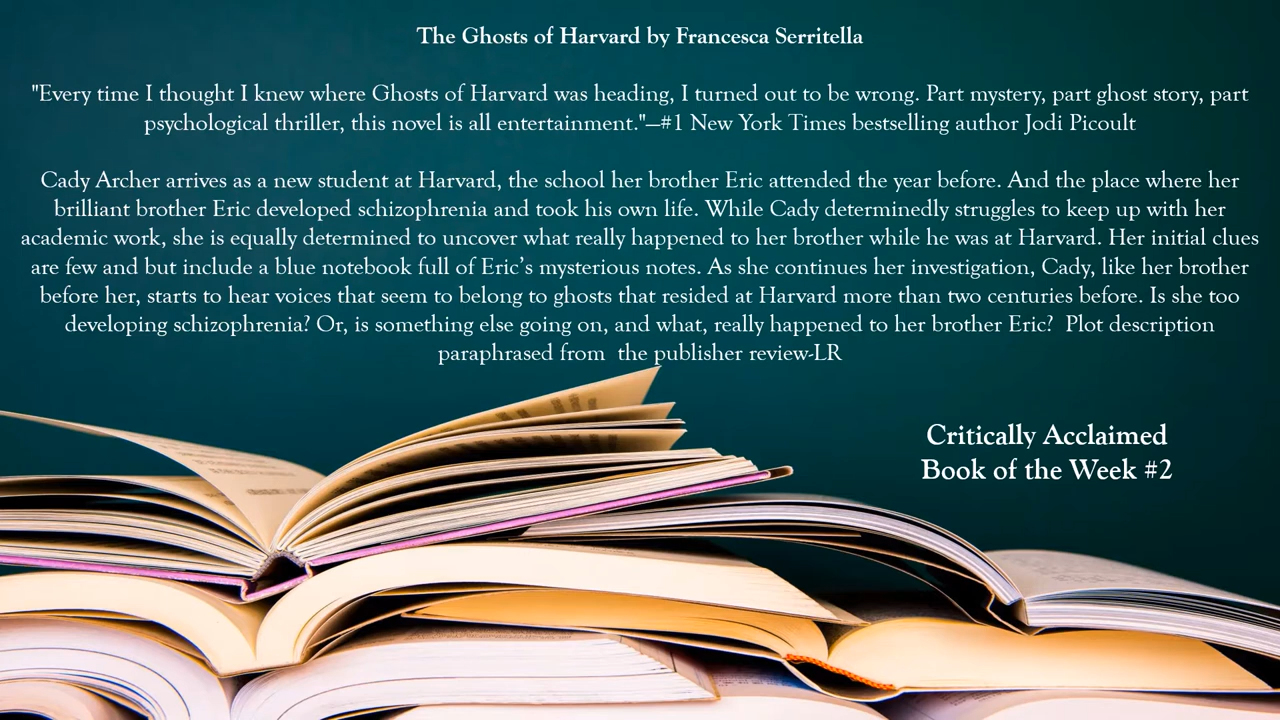 The Ghosts of Harvard by Francesca Serritella
"Every time I thought I knew where Ghosts of Harvard was heading, I turned out to be wrong. Part mystery, part ghost story, part
psychological thriller, this novel is all entertainment."—#1 New York Times bestselling author Jodi Picoult
Cady Archer arrives as a new student at Harvard, the school her brother Eric attended the year before. And the place where her
brilliant brother Eric developed schizophrenia and took his own life. While Cady determinedly struggles to keep up with her
academic work, she is equally determined to uncover what really happened to her brother while he was at Harvard. Her initial clues
are few and but include a blue notebook full of Eric's mysterious notes. As she continues her investigation, Cady, like her brother
before her, starts to hear voices that seem to belong to ghosts that resided at Harvard more than two centuries before. Is she too
developing schizophrenia? Or, is something else going on, and what, really happened to her brother Eric?  Plot description
paraphrased from  the publisher review-LR
Critically Acclaimed
Book of the Week #2